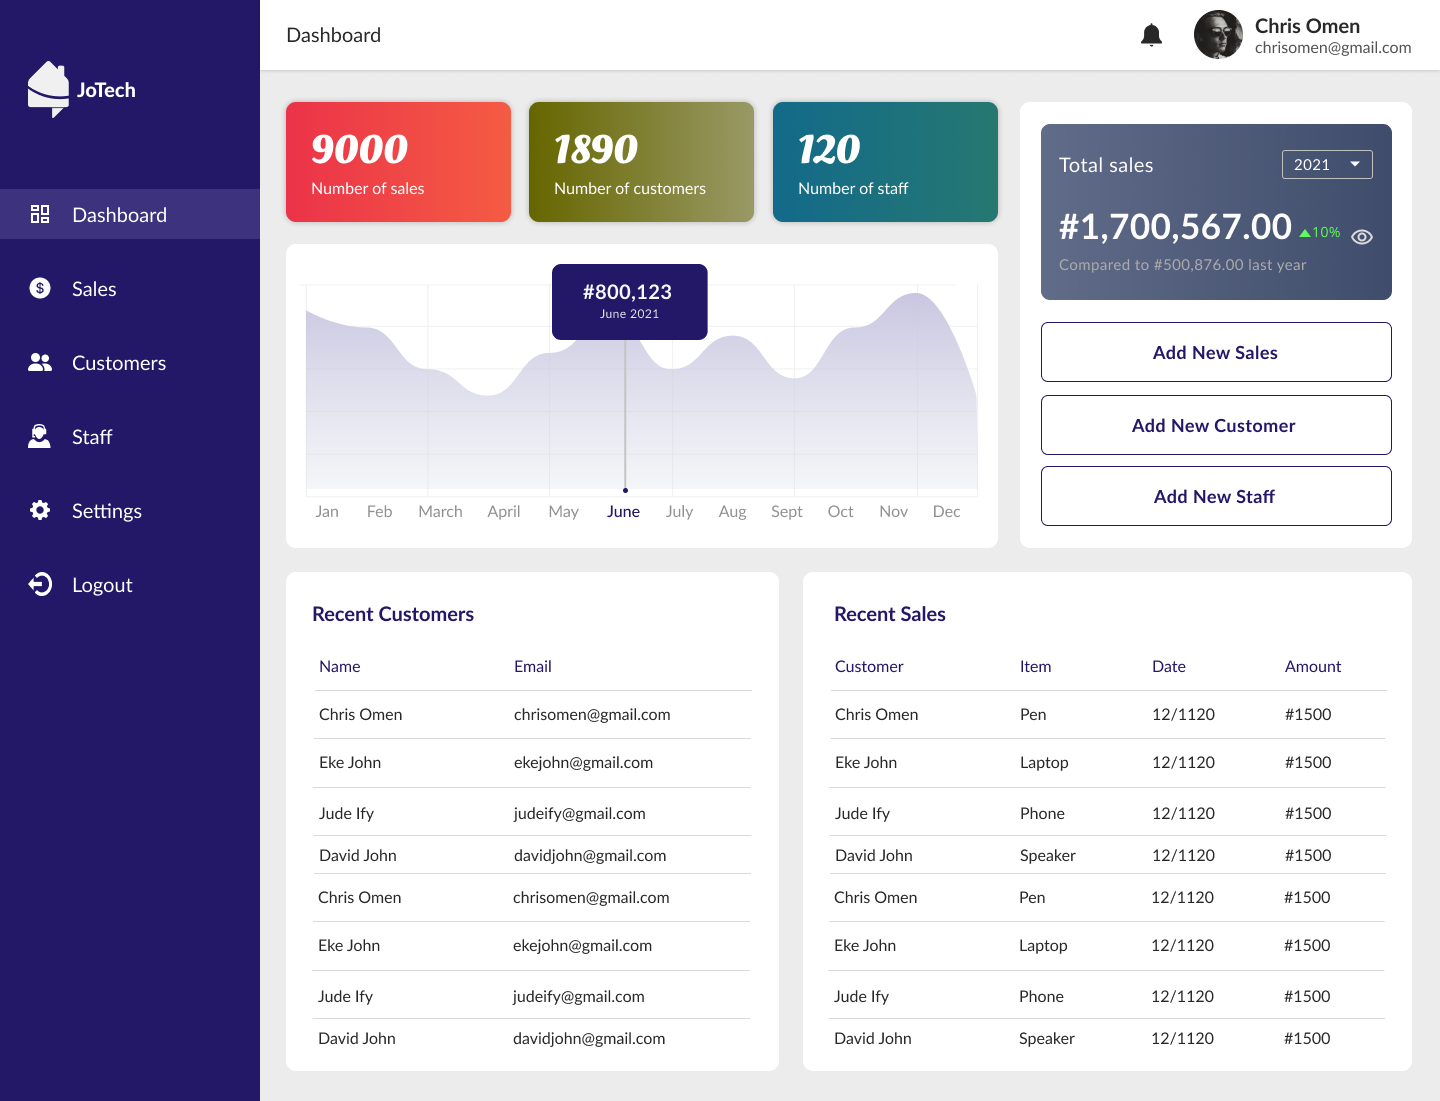 JoTech
Dashboard
Sales
Customers
Staff
Settings
Logout
Dashboard
Chris Omen
chrisomen@gmail.com
9000
Number of sales
1890
Number of customers
120
Number of staff
Total sales
2021
#1,700,567.00 10%
Compared to #500,876.00 last year
Add New Sales
Add New Customer
Add New Staff
#800,123
June 2021
Jan Feb March April May June July Aug Sept Oct Nov Dec
Recent Customers
Name Email
Chris Omen chrisomen@gmail.com
Eke John ekejohn@gmail.com
Jude Ify judeify@gmail.com
David John davidjohn@gmail.com
Chris Omen chrisomen@gmail.com
Eke John ekejohn@gmail.com
Jude Ify judeify@gmail.com
David John davidjohn@gmail.com
Recent Sales
Customer Item Date Amount
Chris Omen Pen 12/1120 #1500
Eke John Laptop 12/1120 #1500
Jude Ify Phone 12/1120 #1500
David John Speaker 12/1120 #1500
Chris Omen Pen 12/1120 #1500
Eke John Laptop 12/1120 #1500
Jude Ify Phone 12/1120 #1500
David John Speaker 12/1120 #1500